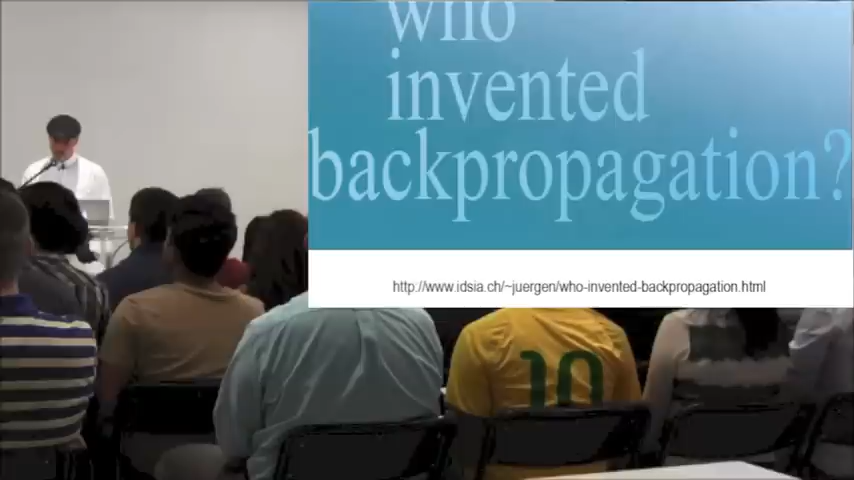 who
invented
backpropagation?
http://www.idsia.ch/~juergen/who-invented-backpropagation.html
10